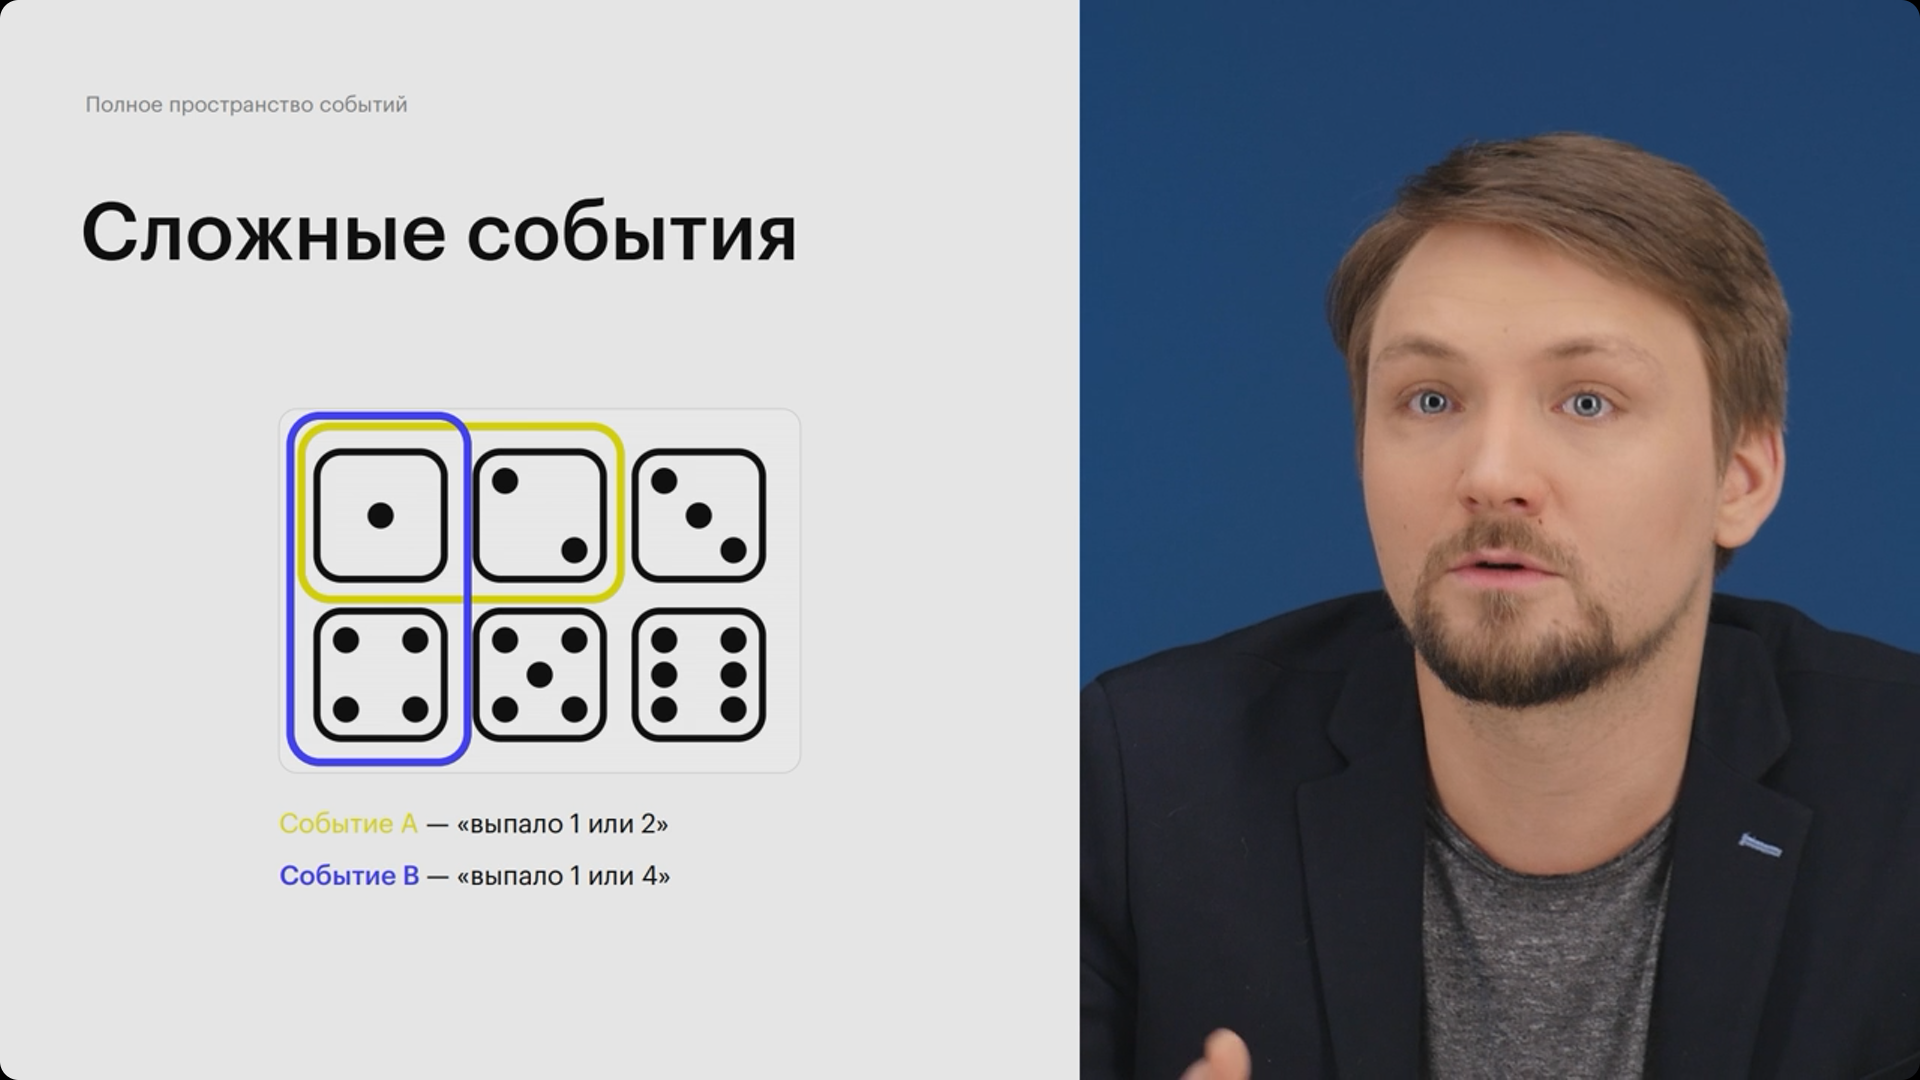 Полное пространство событий
Сложные события
Событие A — «выпало 1 или 2»
Событие B — «выпало 1 или 4»